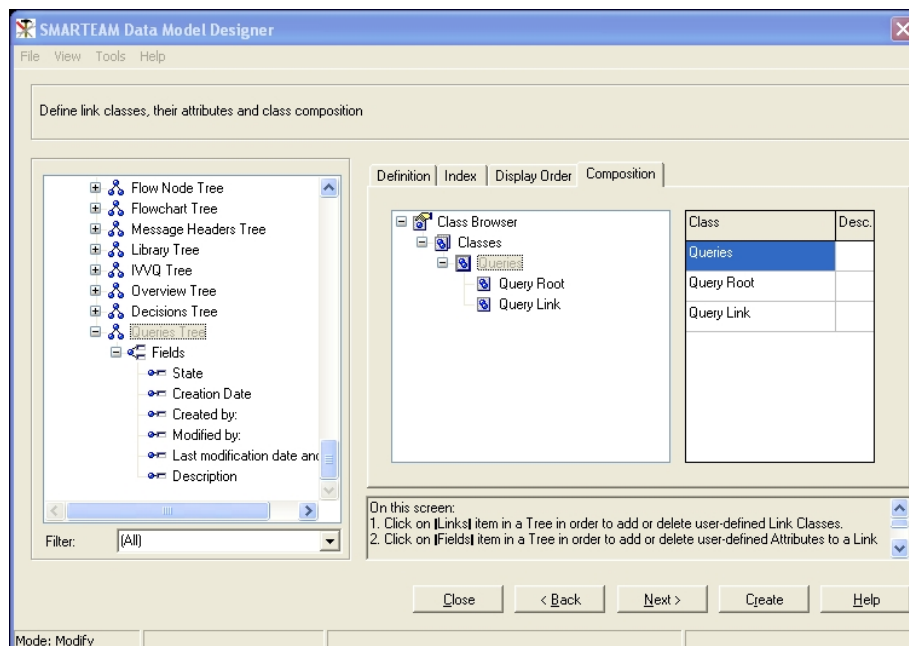 SMARTEAM Data Model Designer
File View Tools Help
Define link classes, their attributes and class composition
Flow Node Tree
Flowchart Tree
Message Headers Tree
Library Tree
IVVQ Tree
Overview Tree
Decisions Tree
Queries Tree
Fields
State
Creation Date
Created by:
Modified by:
Last modification date and
Description
Filter: (All)
Definition Index Display Order Composition
Class Browser
Classes
Queries
Query Root
Query Link
Class Desc.
Queries
Query Root
Query Link
On this screen:
1. Click on |Links| item in a Tree in order to add or delete user-defined Link Classes.
2. Click on |Fields| item in a Tree in order to add or delete user-defined Attributes to a Link
Close < Back Next > Create Help
Mode: Modify